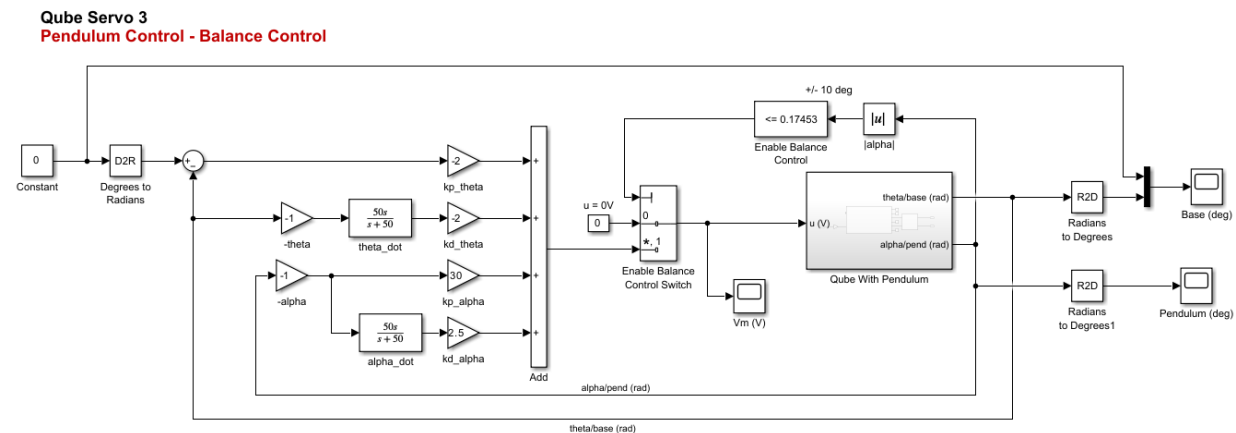 Qube Servo 3
Pendulum Control - Balance Control
+/- 10 deg
<= 0.17453
|u|
Enable Balance
Control
|alpha|
0
Constant
D2R
Degrees to
Radians
+
-
-2
kp_theta
+
-1
-theta
50s
s + 50
theta_dot
-2
kd_theta
+
-1
-alpha
30
kp_alpha
+
50s
s + 50
alpha_dot
2.5
kd_alpha
+
Add
u = 0V
0
0
*, 1
Enable Balance
Control Switch
Vm (V)
u (V)
theta/base (rad)
alpha/pend (rad)
Qube With Pendulum
R2D
Radians
to Degrees
Base (deg)
R2D
Radians
to Degrees1
Pendulum (deg)
alpha/pend (rad)
theta/base (rad)